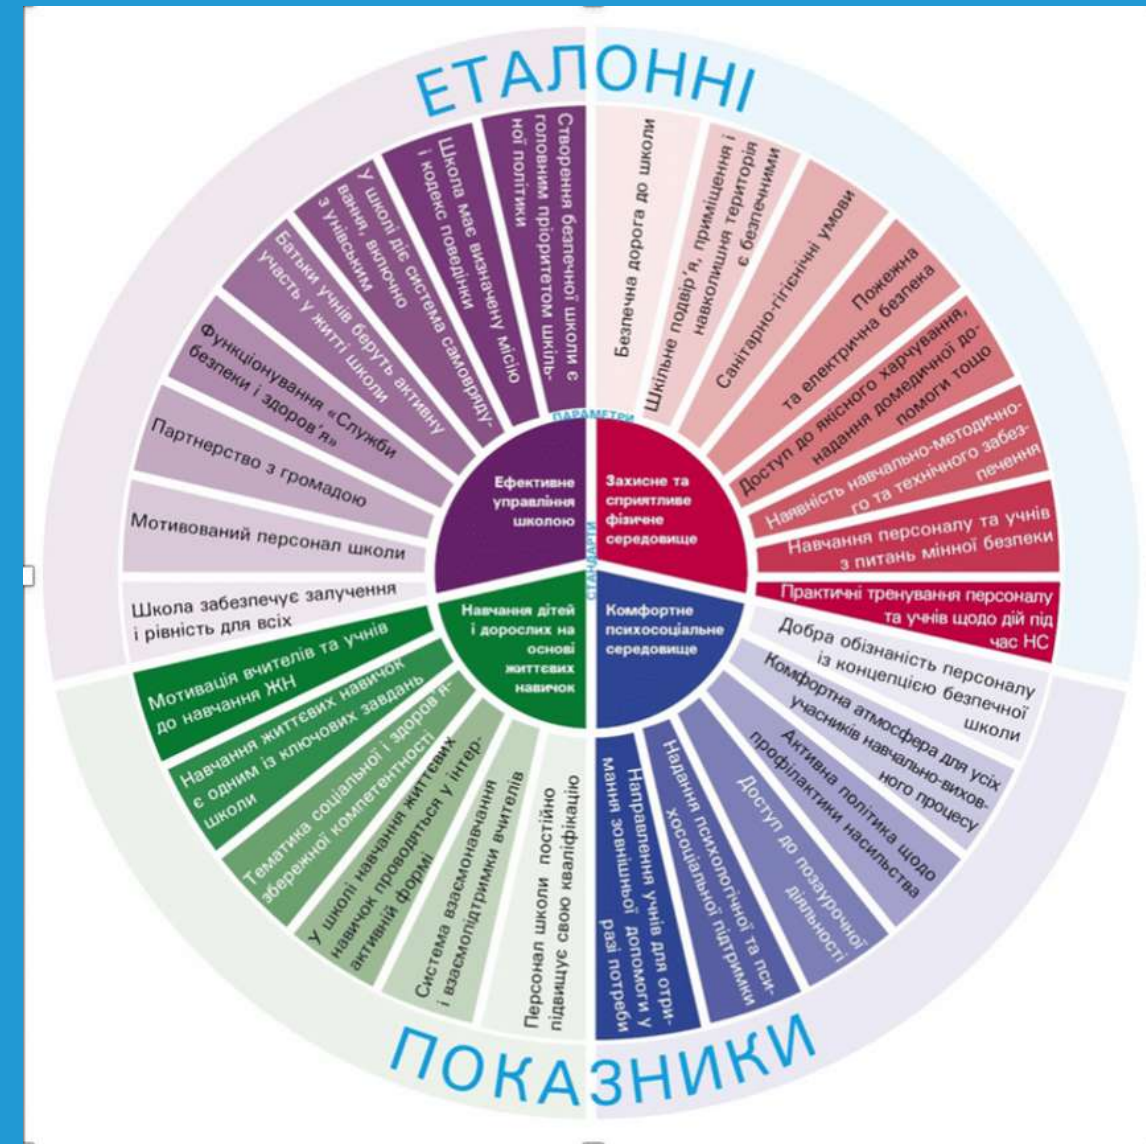 ЕТАЛОННІ
Створення безпечної школи є
головним пріоритетом шкіль-
ної політики
Школа має визначену місію
і кодекс поведінки
У школі діє система самовряду-
вання, включно
з унівським
Батьки учнів беруть активну
участь у житті школи
Функціонування «Служби
безпеки і здоров'я»
Партнерство з громадою
Мотивований персонал школи
Школа забезпечує залучення
і рівність для всіх
Безпечна дорога до школи
Шкільне подвір'я, приміщення і
навколишня територія
є безпечними
Санітарно-гігієнічні умови
Пожежна
та електрична безпека
Доступ до якісного харчування,
надання домедичної до-
помоги тощо
Наявність навчально-методично-
го та технічного забез-
печення
Навчання персоналу та учнів
з питань мінної безпеки
Практичні тренування персоналу
та учнів щодо дій під
час НС
ПАРАМЕТРИ
Ефективне
управління
школою
Захисне та
сприятливе
фізичне
середовище
СТАНДАРТИ
Навчання дітей
і дорослих на
основі
життєвих
навичок
Комфортне
психосоціальне
середовище
Мотивація вчителів та учнів
до навчання ЖН
Навчання життєвих навичок
є одним із ключових завдань
школи
Тематика соціальної і здоров'я-
збережної компетентності
У школі навчання життєвих
навичок проводяться у інтер-
активній формі
Система взаємонавчання
і взаємопідтримки вчителів
Персонал школи постійно
підвищує свою кваліфікацію
Добра обізнаність персоналу
із концепцією безпечної
школи
Комфортна атмосфера для усіх
учасників навчально-вихов-
ного процесу
Активна політика щодо
профілактики насильства
Доступ до позаурочної
діяльності
Надання психологічної та пси-
хосоціальної підтримки
Направлення учнів для отри-
мання зовнішньої допомоги у
разі потреби
ПОКАЗНИКИ